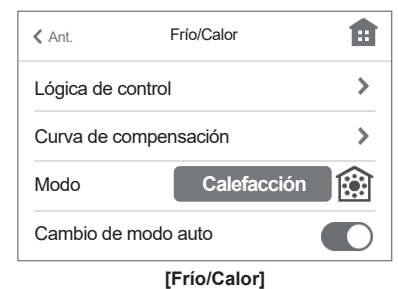 Ant.
Frío/Calor
Lógica de control
Curva de compensación
Modo
Calefacción
Cambio de modo auto
[Frío/Calor]